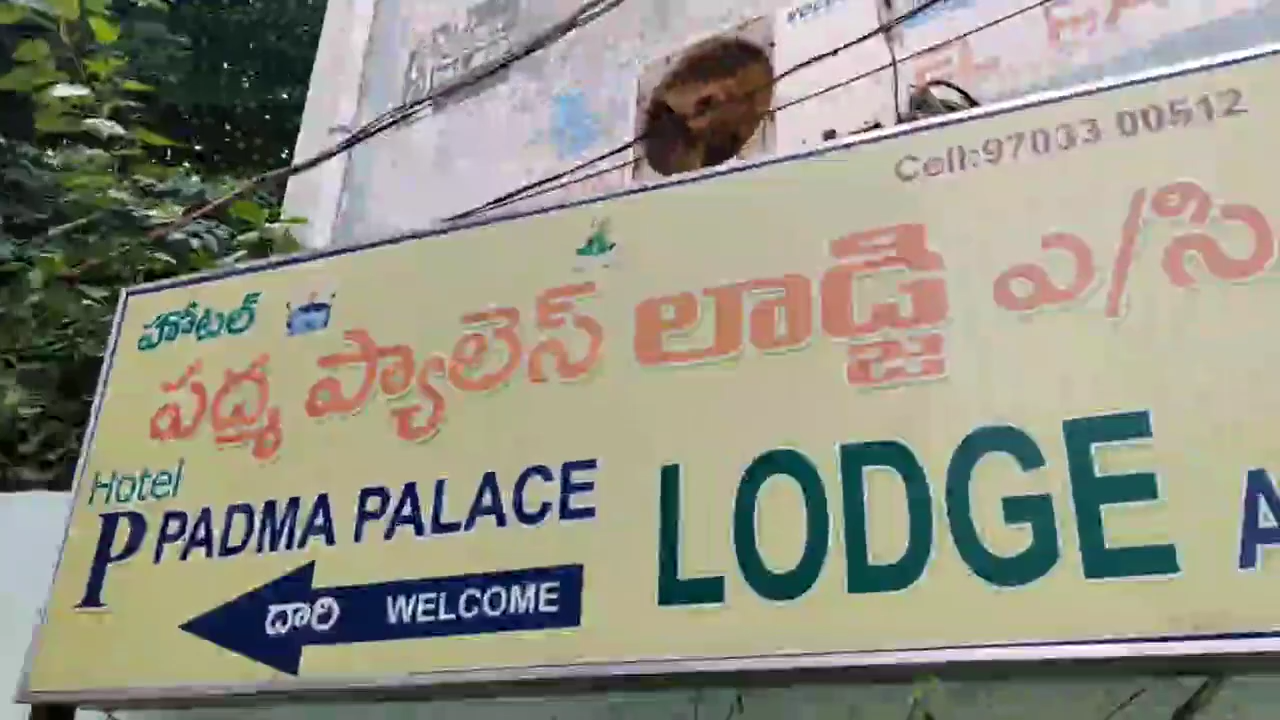 Cell:97033 00512
హోటల్
పద్మ ప్యాలెస్ లాడ్జి ఎ/సి
Hotel
P PADMA PALACE LODGE A
దారి WELCOME